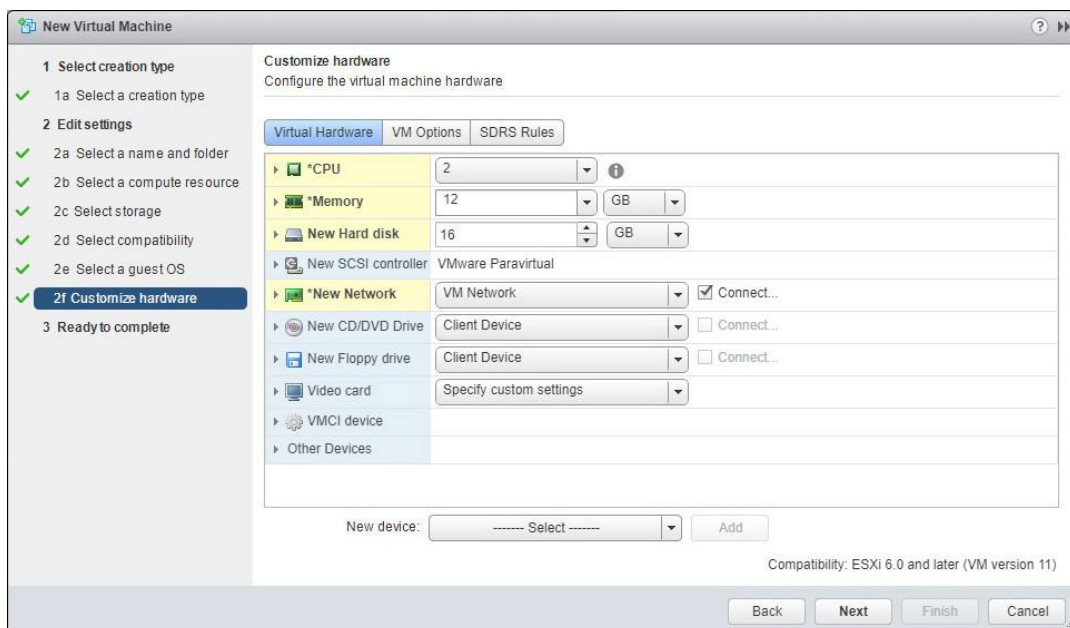 New Virtual Machine
1 Select creation type
1a Select a creation type
2 Edit settings
2a Select a name and folder
2b Select a compute resource
2c Select storage
2d Select compatibility
2e Select a guest OS
2f Customize hardware
3 Ready to complete
Customize hardware
Configure the virtual machine hardware
Virtual Hardware VM Options SDRS Rules
*CPU 2
*Memory 12 GB
New Hard disk 16 GB
New SCSI controller VMware Paravirtual
*New Network VM Network Connect...
New CD/DVD Drive Client Device Connect...
New Floppy drive Client Device Connect...
Video card Specify custom settings
VMCI device
Other Devices
New device: ------- Select ------- Add
Compatibility: ESXi 6.0 and later (VM version 11)
Back Next Finish Cancel